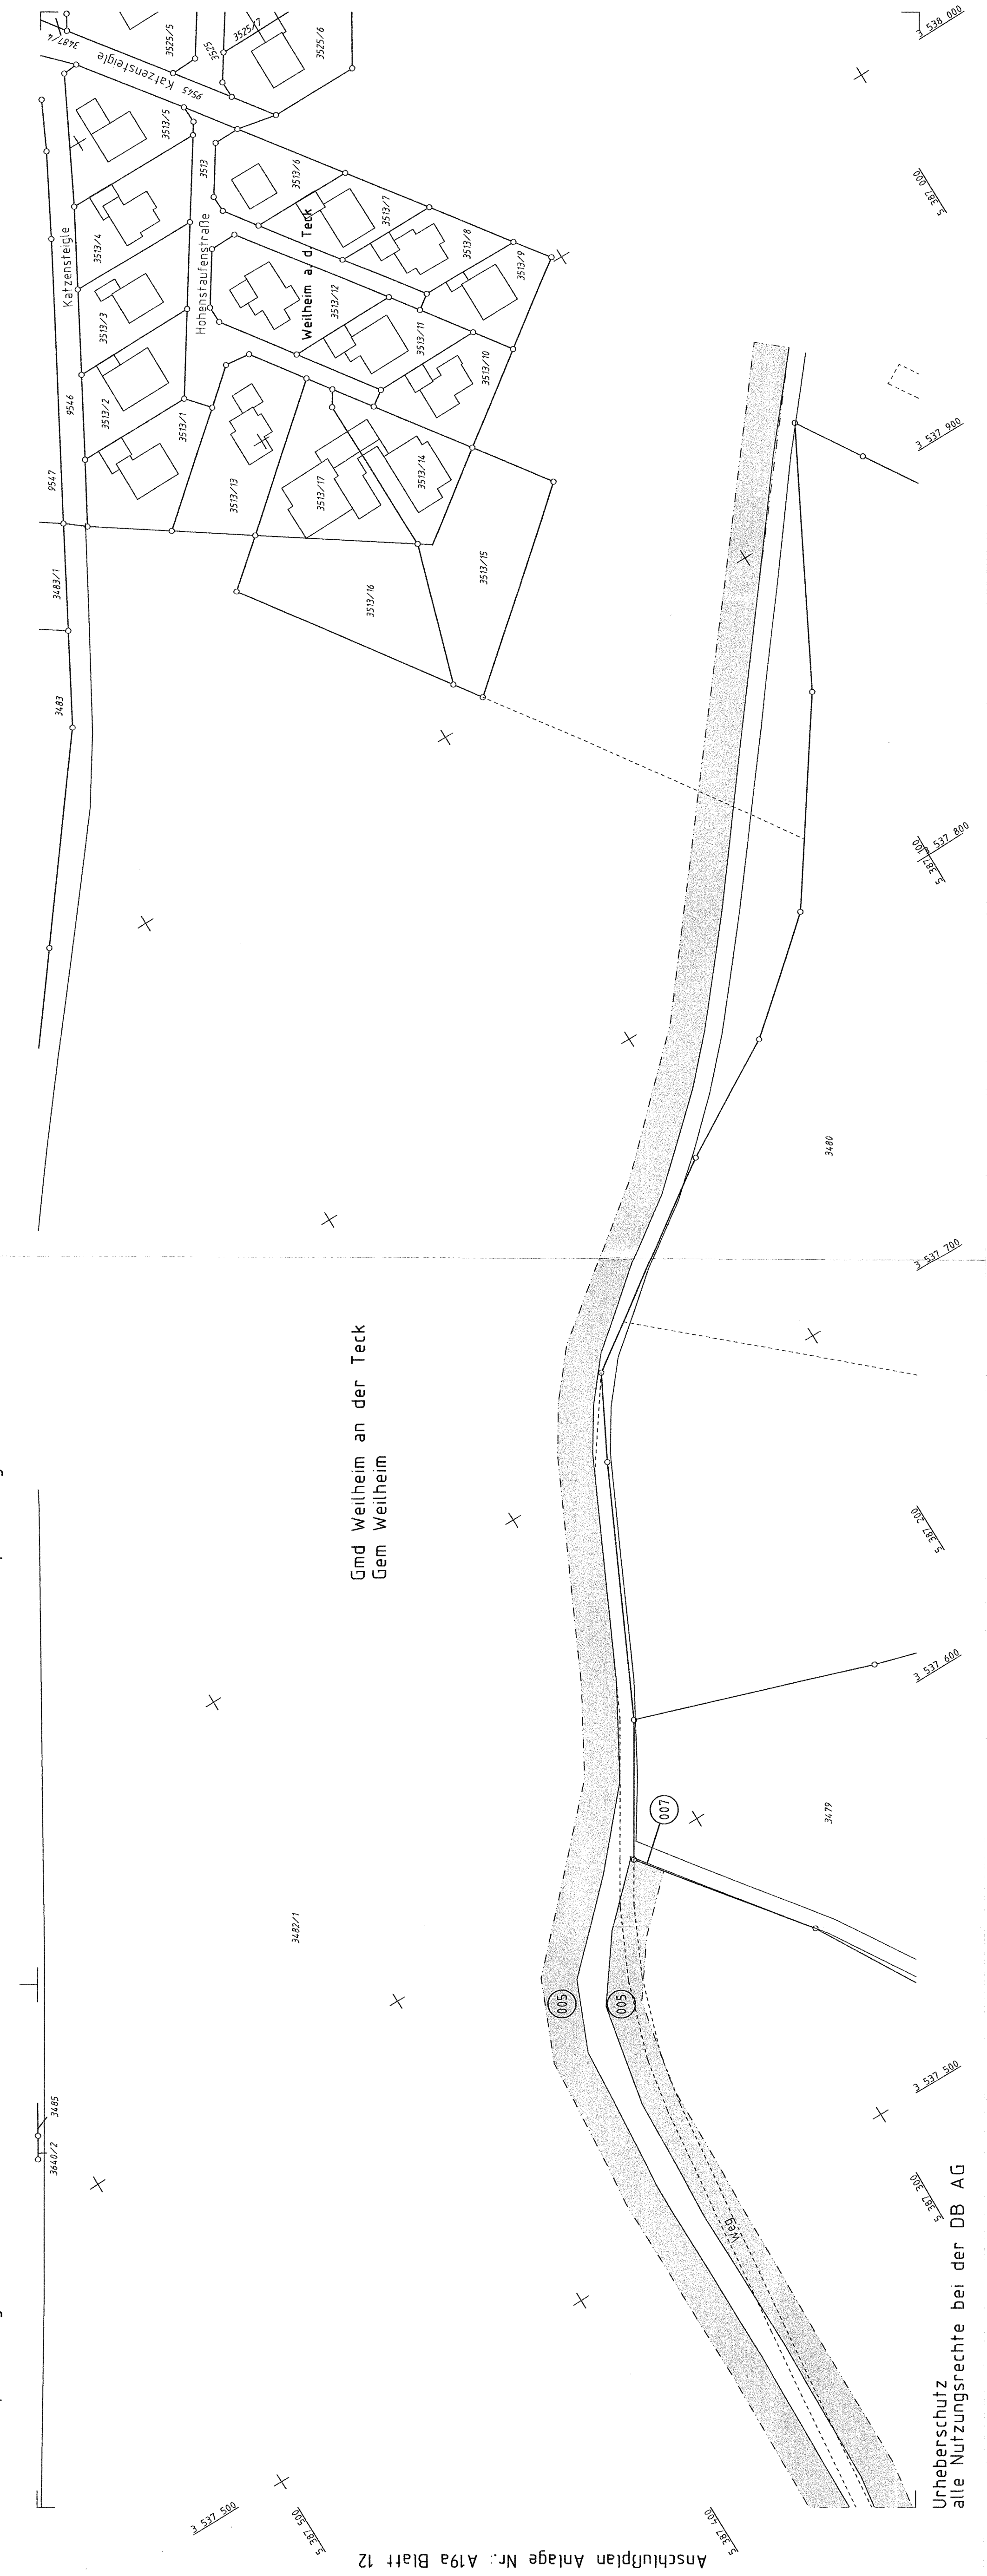 3487/4
Katzensteigle
9545
3525/5
3525
3525/7
3525/6
3513/5
3513
3513/6
3513/7
3513/8
3513/9
3513/4
Katzensteigle
Hohenstaufenstraße
Weilheim a. d. Teck
3513/12
3513/11
3513/10
3513/3
3513/2
3513/1
9546
9547
3513/13
3513/17
3513/14
3513/15
3513/16
3483/1
3483
3 538 000
5 387 000
3 537 900
5 387 100
3 537 800
3480
3 537 700
Gmd Weilheim an der Teck
Gem Weilheim
5 387 200
3 537 600
3479
007
3482/1
005
005
3 537 500
3485
3640/2
5 387 300
Weg
3 537 500
5 387 500
5 387 400
Urheberschutz
alle Nutzungsrechte bei der DB AG
Anschlußplan Anlage Nr.: A19a Blatt 12